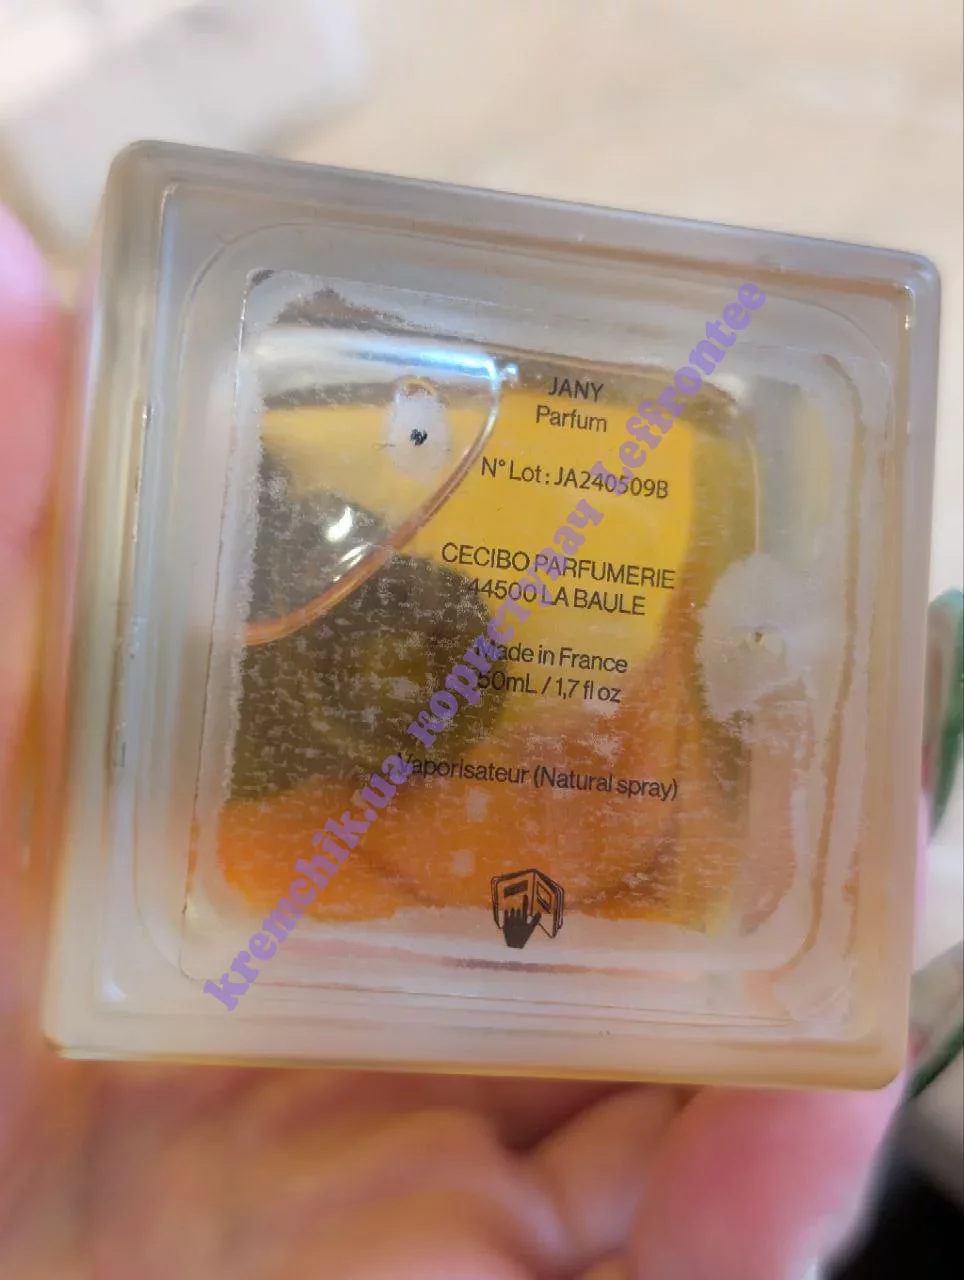 JANY
Parfum
N° Lot : JA240509B
CECIBO PARFUMERIE
44500 LA BAULE
Made in France
50mL / 1,7 fl oz
Vaporisateur (Natural spray)
kremchik.ua користувач Leffrontee